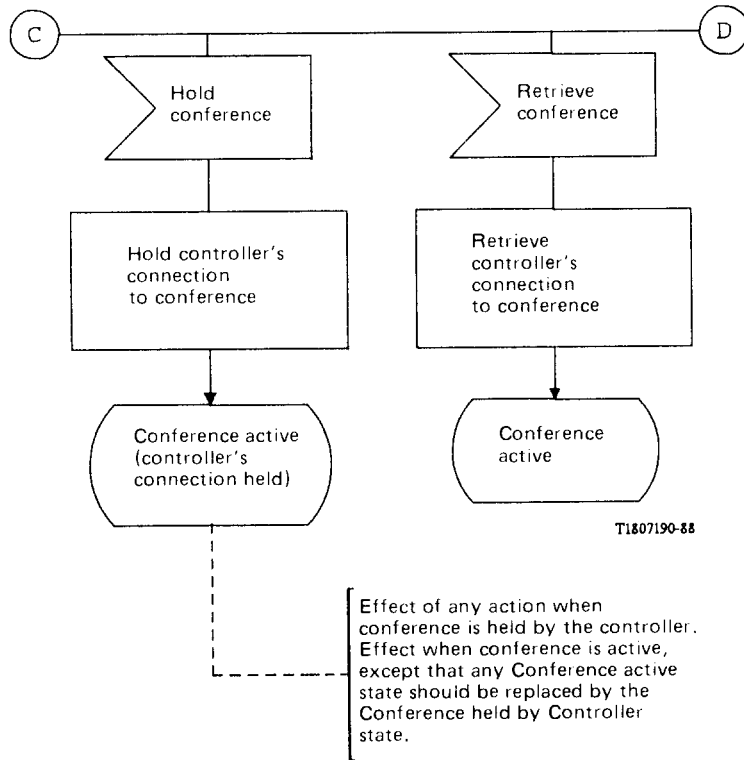 C
D
Hold
conference
Retrieve
conference
Hold controller's
connection
to conference
Retrieve
controller's
connection
to conference
Conference active
(controller's
connection held)
Conference
active
T1807190-88
Effect of any action when
conference is held by the controller.
Effect when conference is active,
except that any Conference active
state should be replaced by the
Conference held by Controller
state.